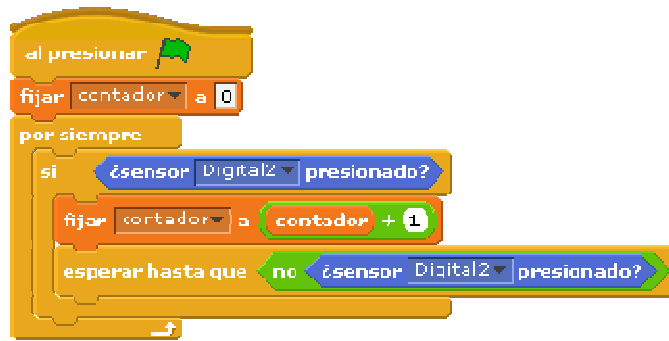 al presionar
fijar contador a 0
por siempre
si ¿sensor Digital2 presionado?
fijar contador a contador + 1
esperar hasta que no ¿sensor Digital2 presionado?